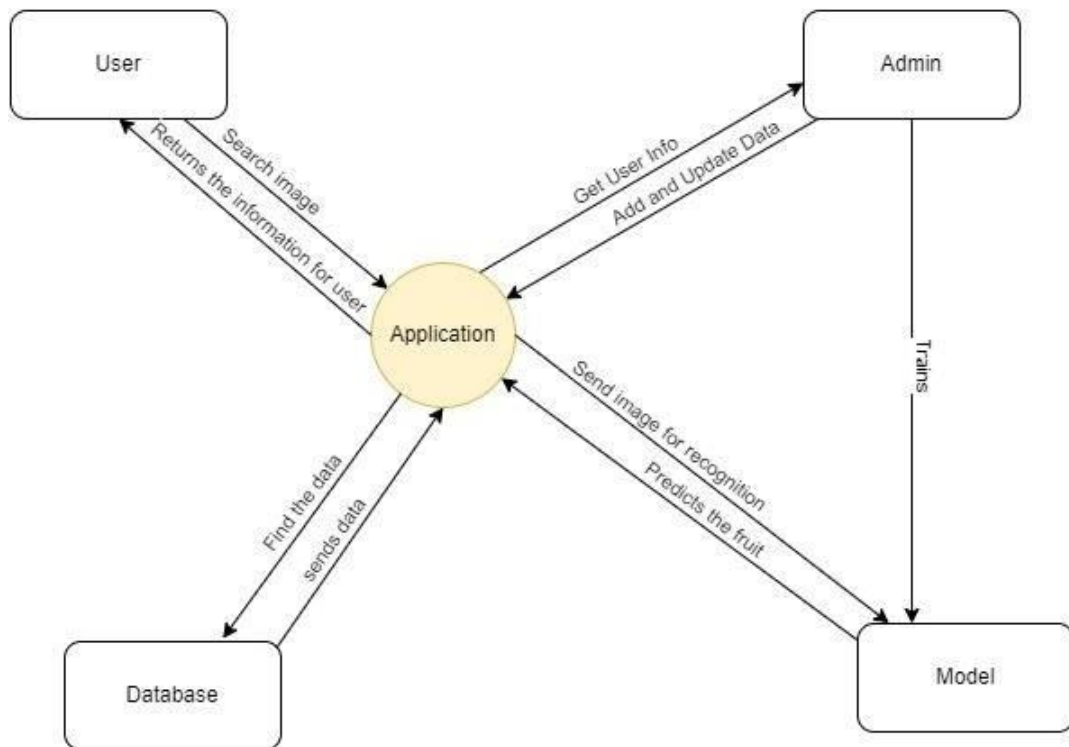 User
Admin
Search image
Returns the information for user
Get User Info
Add and Update Data
Application
Trains
Send image for recognition
Predicts the fruit
Find the data
sends data
Database
Model